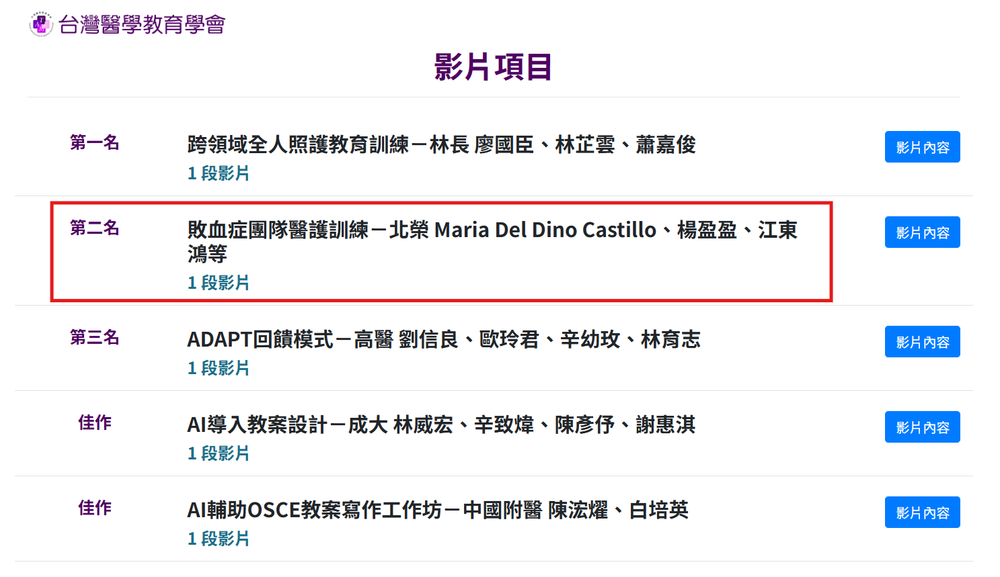 台灣醫學教育學會
影片項目
第一名
跨領域全人照護教育訓練－林長 廖國臣、林芷雲、蕭嘉俊
1 段影片
影片內容
第二名
敗血症團隊醫護訓練－北榮 Maria Del Dino Castillo、楊盈盈、江東
鴻等
1 段影片
影片內容
第三名
ADAPT回饋模式－高醫 劉信良、歐玲君、辛幼玫、林育志
1 段影片
影片內容
佳作
AI導入教案設計－成大 林威宏、辛致煒、陳彥伃、謝惠淇
1 段影片
影片內容
佳作
AI輔助OSCE教案寫作工作坊－中國附醫 陳浤燿、白培英
1 段影片
影片內容